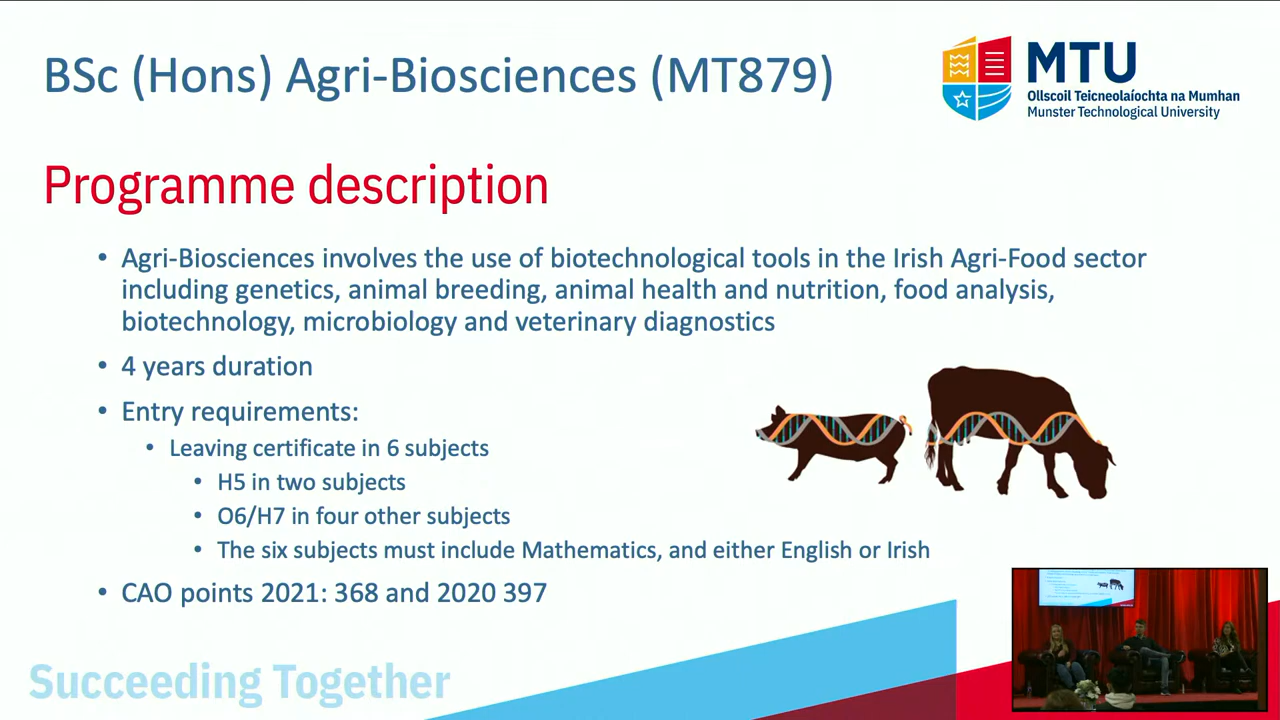 BSc (Hons) Agri-Biosciences (MT879)
MTU
Ollscoil Teicneolaíochta na Mumhan
Munster Technological University
Programme description
• Agri-Biosciences involves the use of biotechnological tools in the Irish Agri-Food sector
including genetics, animal breeding, animal health and nutrition, food analysis,
biotechnology, microbiology and veterinary diagnostics
• 4 years duration
• Entry requirements:
• Leaving certificate in 6 subjects
• H5 in two subjects
• O6/H7 in four other subjects
• The six subjects must include Mathematics, and either English or Irish
• CAO points 2021: 368 and 2020 397
Succeeding Together